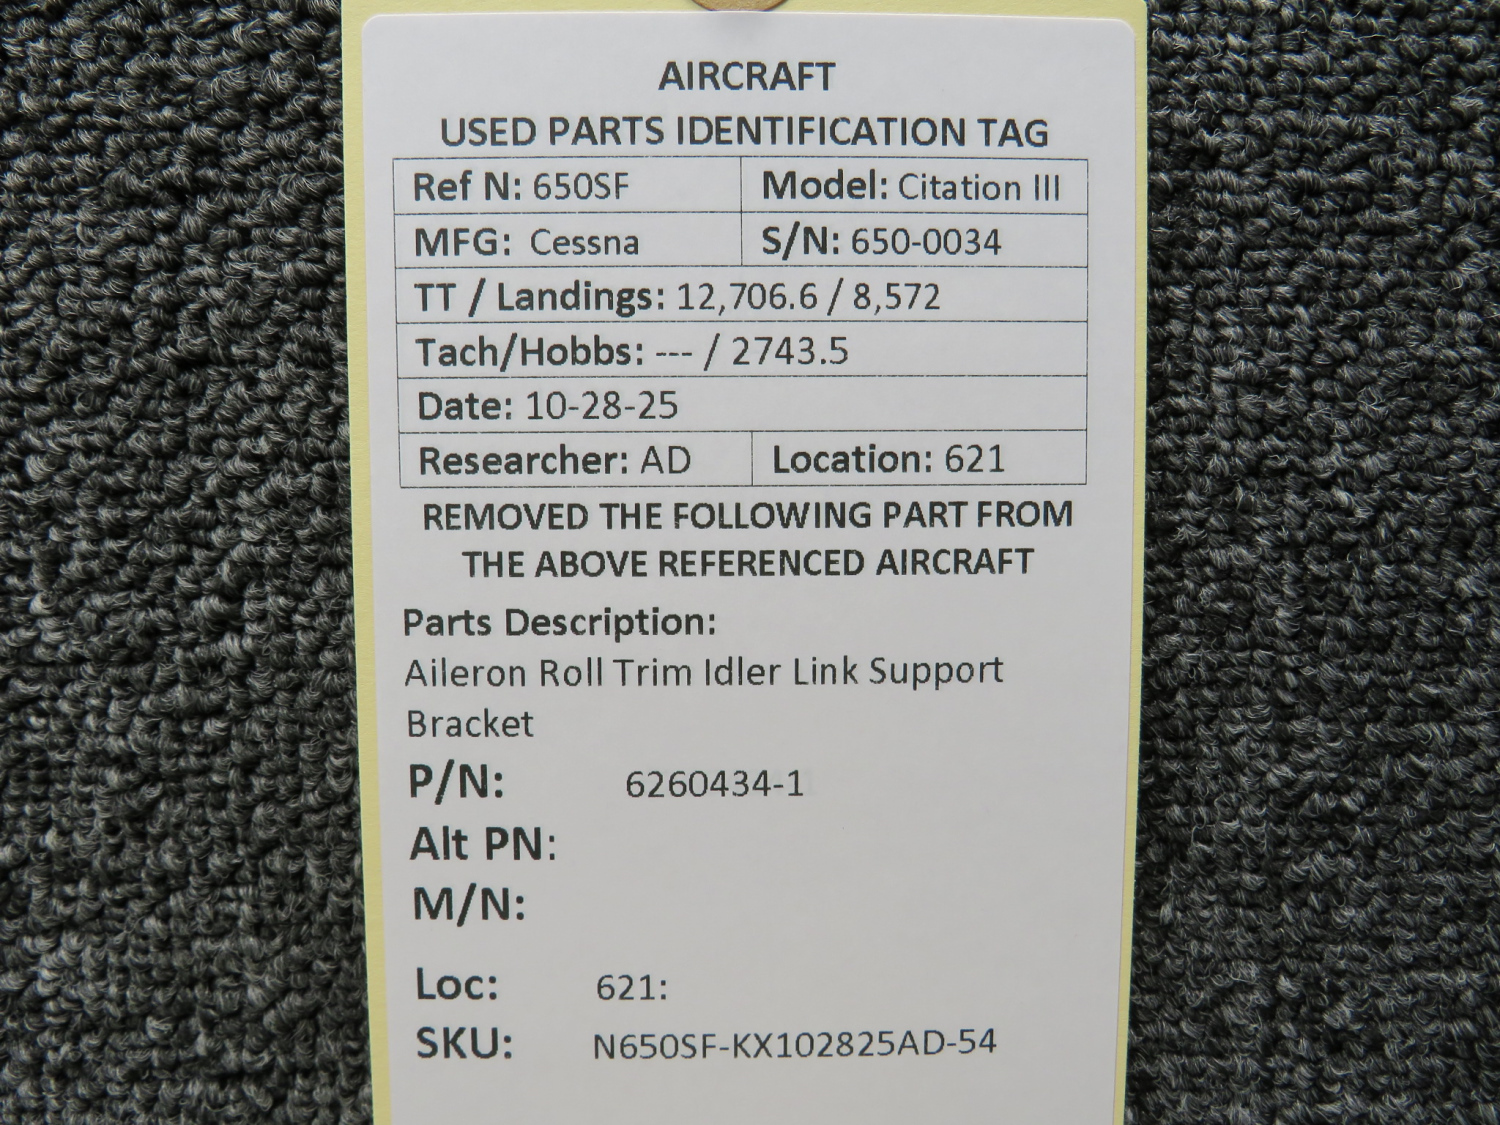 AIRCRAFT
USED PARTS IDENTIFICATION TAG
Ref N: 650SF Model: Citation III
MFG: Cessna S/N: 650-0034
TT / Landings: 12,706.6 / 8,572
Tach/Hobbs: --- / 2743.5
Date: 10-28-25
Researcher: AD Location: 621
REMOVED THE FOLLOWING PART FROM
THE ABOVE REFERENCED AIRCRAFT
Parts Description:
Aileron Roll Trim Idler Link Support
Bracket
P/N: 6260434-1
Alt PN:
M/N:
Loc: 621:
SKU: N650SF-KX102825AD-54